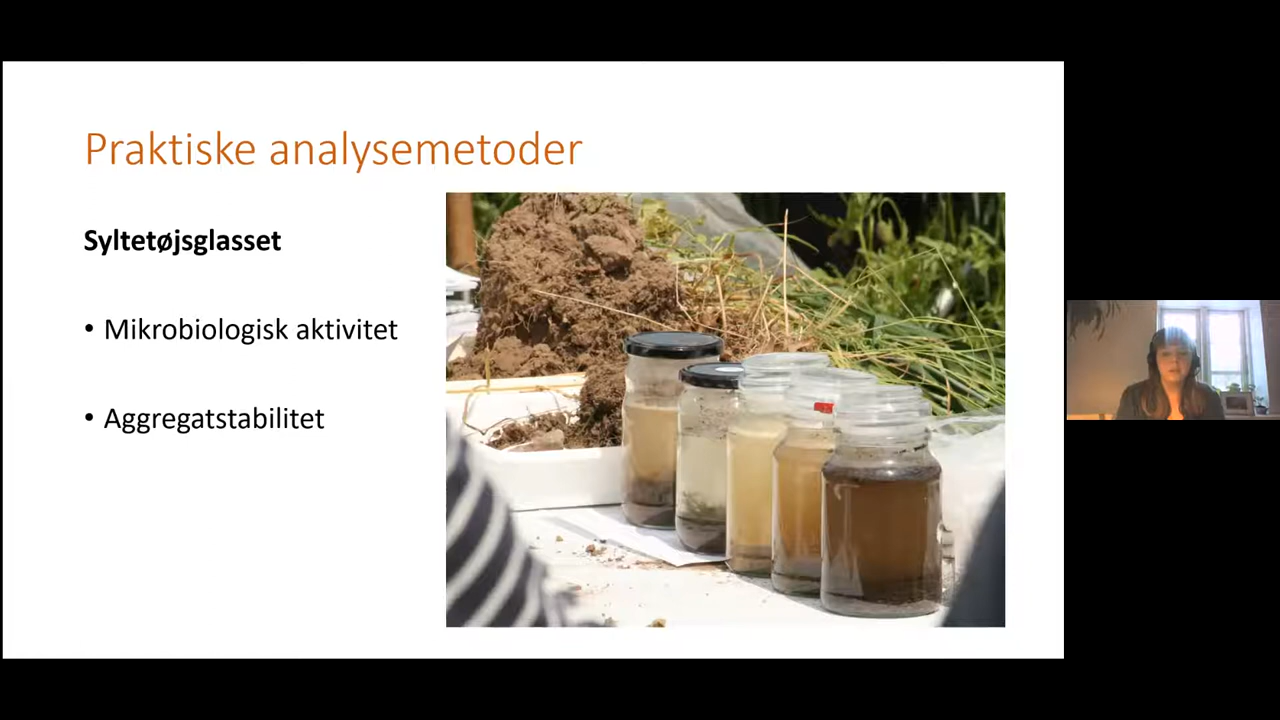 Praktiske analysemetoder
Syltetøjsglasset
• Mikrobiologisk aktivitet
• Aggregatstabilitet